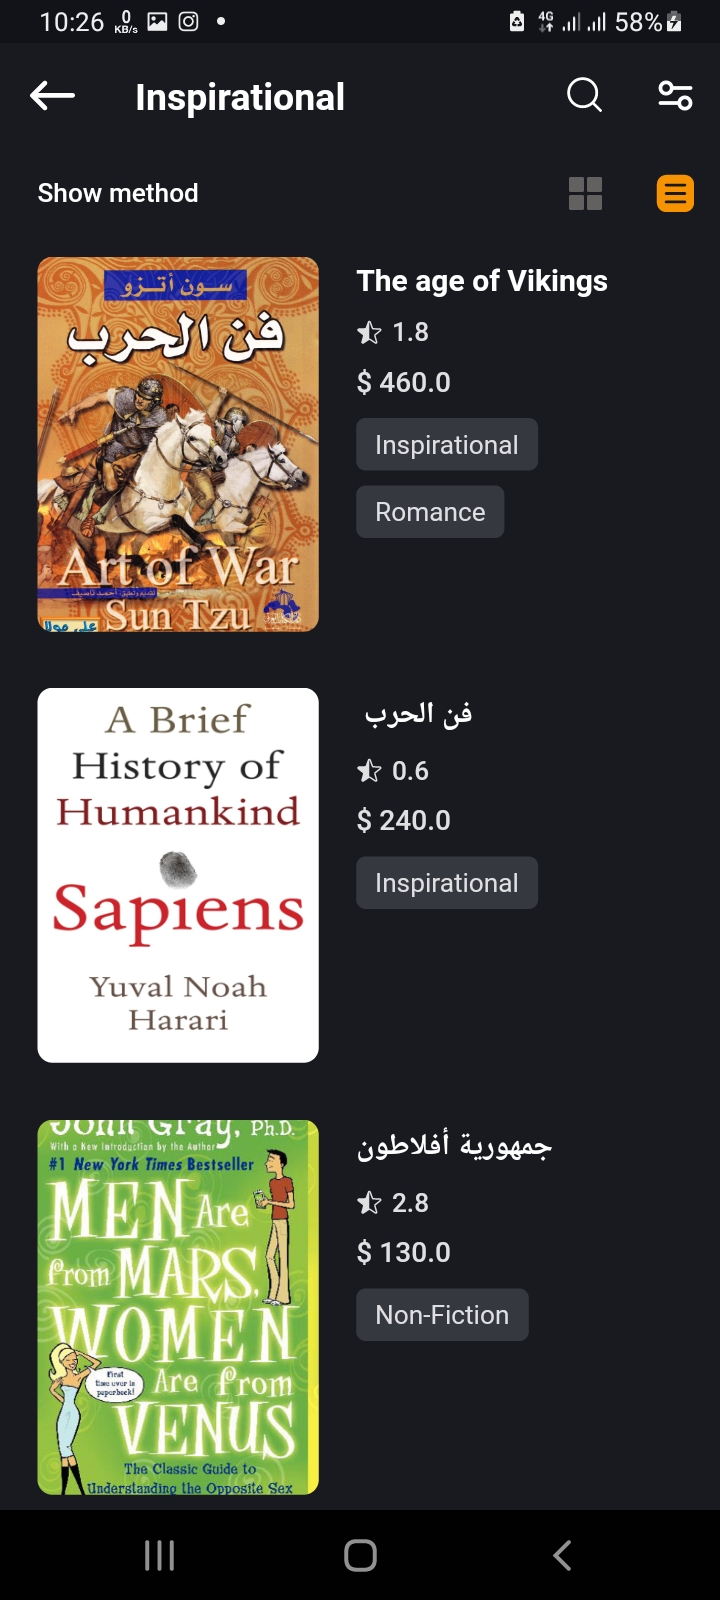 10:26
0
KB/s
4G
58%
Inspirational
Show method
سون أتزو
فن الحرب
Art of War
Sun Tzu
The age of Vikings
1.8
$ 460.0
Inspirational
Romance
A Brief
History of
Humankind
Sapiens
Yuval Noah
Harari
فن الحرب
0.6
$ 240.0
Inspirational
John Gray, Ph.D.
With a New Introduction by the Author
#1 New York Times Bestseller
MEN Are
from MARS,
WOMEN
Are from
VENUS
First
time ever in
paperback!
The Classic Guide to
Understanding the Opposite Sex
جمهورية أفلاطون
2.8
$ 130.0
Non-Fiction